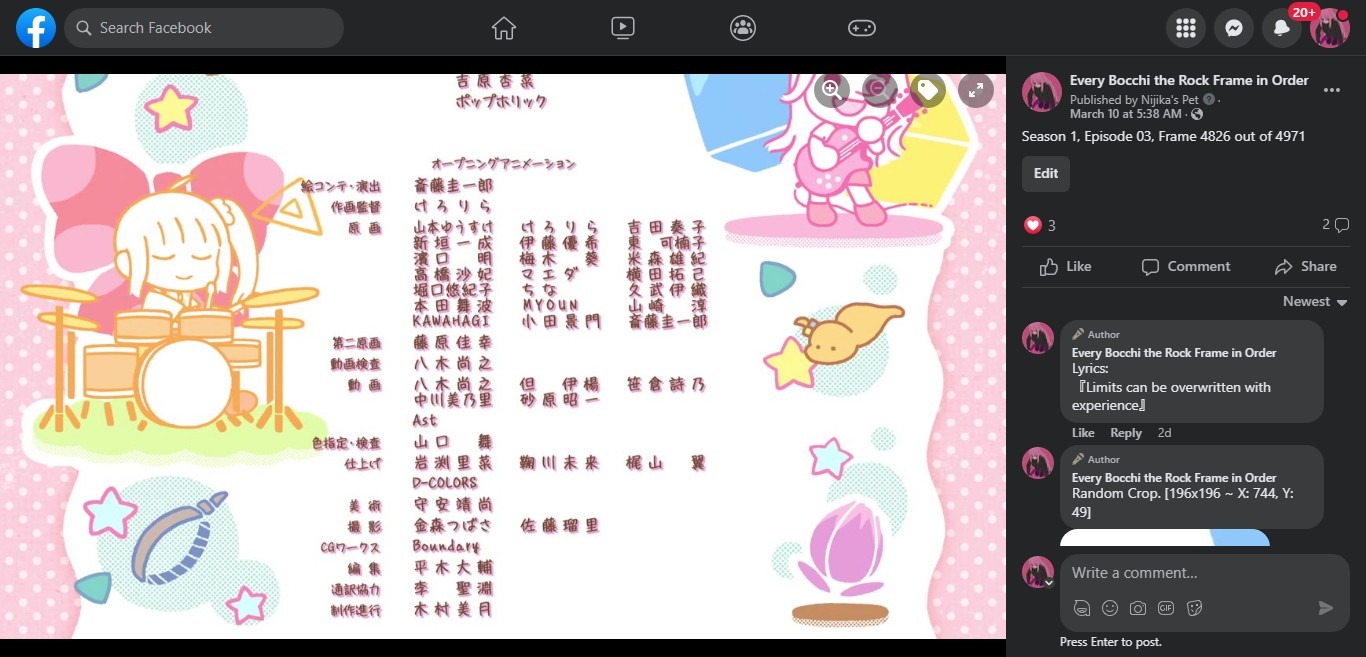 Search Facebook
20+
吉原杏菜
ポップホリック
オープニングアニメーション
絵コンテ・演出 斎藤圭一郎
作画監督 けろりら
原画 山本ゆうすけ けろりら 吉田奏子
新垣一成 伊藤優希 東 可楠子
濱口 明 梅木 葵 米森雄紀
高橋沙妃 マエダ 横田拓己
堀口悠紀子 ちな 久武伊織
本田舞波 MYOUN 山崎 淳
KAWAHAGI 小田景門 斎藤圭一郎
第二原画 藤原佳幸
動画検査 八木尚之
動画 八木尚之 但 伊楊 笹倉詩乃
中川美乃里 砂原昭一
Ast
色指定・検査 山口 舞
仕上げ 岩渕里菜 鞠川未来 梶山 翼
D-COLORS
美術 守安靖尚
撮影 金森つばさ 佐藤瑠里
CGワークス Boundary
編集 平木大輔
通訳協力 李 聖淵
制作進行 木村美月
Every Bocchi the Rock Frame in Order
Published by Nijika's Pet ·
March 10 at 5:38 AM ·
Season 1, Episode 03, Frame 4826 out of 4971
Edit
3
2
Like Comment Share
Newest
Author
Every Bocchi the Rock Frame in Order
Lyrics:
『Limits can be overwritten with
experience』
Like Reply 2d
Author
Every Bocchi the Rock Frame in Order
Random Crop. [196x196 ~ X: 744, Y:
49]
Write a comment...
GIF
Press Enter to post.